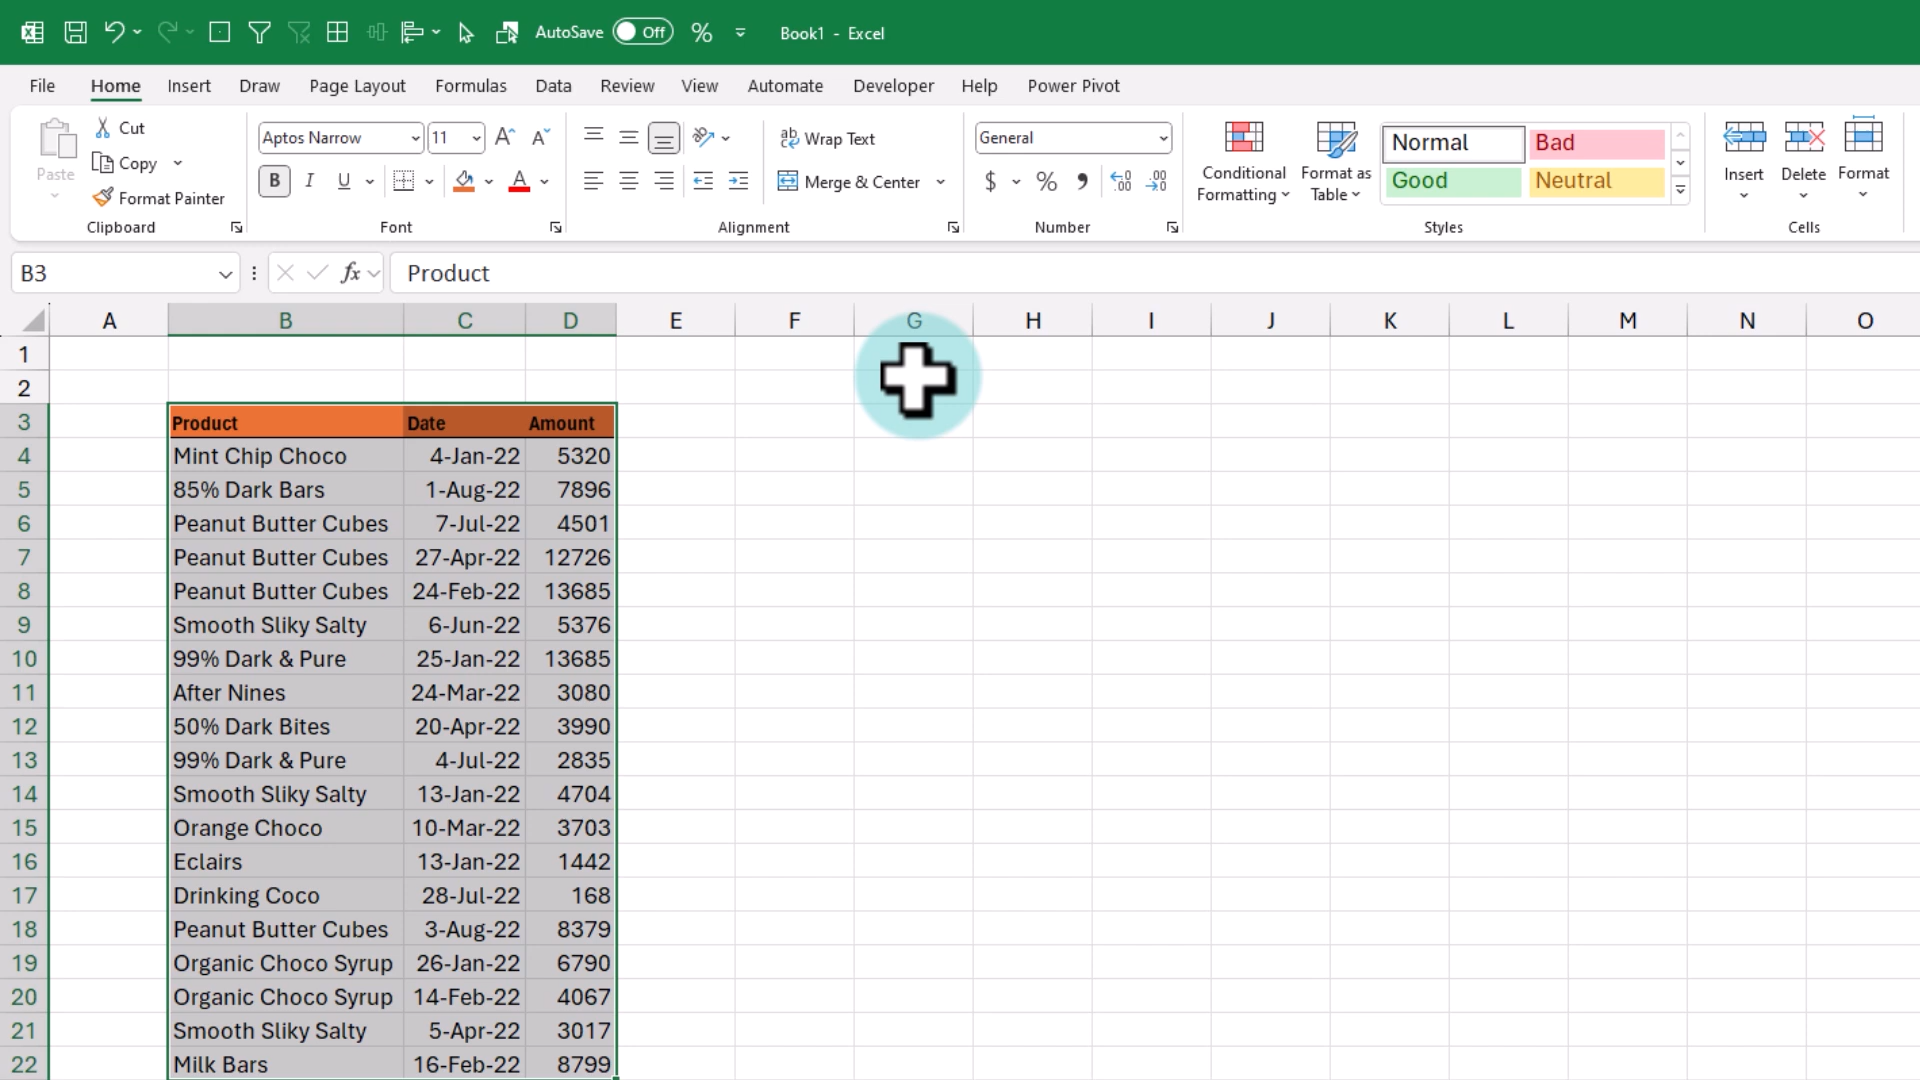 AutoSave Off % Book1 - Excel
File Home Insert Draw Page Layout Formulas Data Review View Automate Developer Help Power Pivot
Paste
Cut
Copy
Format Painter
Clipboard
Aptos Narrow 11 A A
B I U A
Font
ab Wrap Text
Merge & Center
Alignment
General
$ % 9 .00
Number
Conditional Formatting
Format as Table
Normal Bad
Good Neutral
Styles
Insert Delete Format
Cells
B3 fx Product
A B C D E F G H I J K L M N O
1
2
3 Product Date Amount
4 Mint Chip Choco 4-Jan-22 5320
5 85% Dark Bars 1-Aug-22 7896
6 Peanut Butter Cubes 7-Jul-22 4501
7 Peanut Butter Cubes 27-Apr-22 12726
8 Peanut Butter Cubes 24-Feb-22 13685
9 Smooth Sliky Salty 6-Jun-22 5376
10 99% Dark & Pure 25-Jan-22 13685
11 After Nines 24-Mar-22 3080
12 50% Dark Bites 20-Apr-22 3990
13 99% Dark & Pure 4-Jul-22 2835
14 Smooth Sliky Salty 13-Jan-22 4704
15 Orange Choco 10-Mar-22 3703
16 Eclairs 13-Jan-22 1442
17 Drinking Coco 28-Jul-22 168
18 Peanut Butter Cubes 3-Aug-22 8379
19 Organic Choco Syrup 26-Jan-22 6790
20 Organic Choco Syrup 14-Feb-22 4067
21 Smooth Sliky Salty 5-Apr-22 3017
22 Milk Bars 16-Feb-22 8799